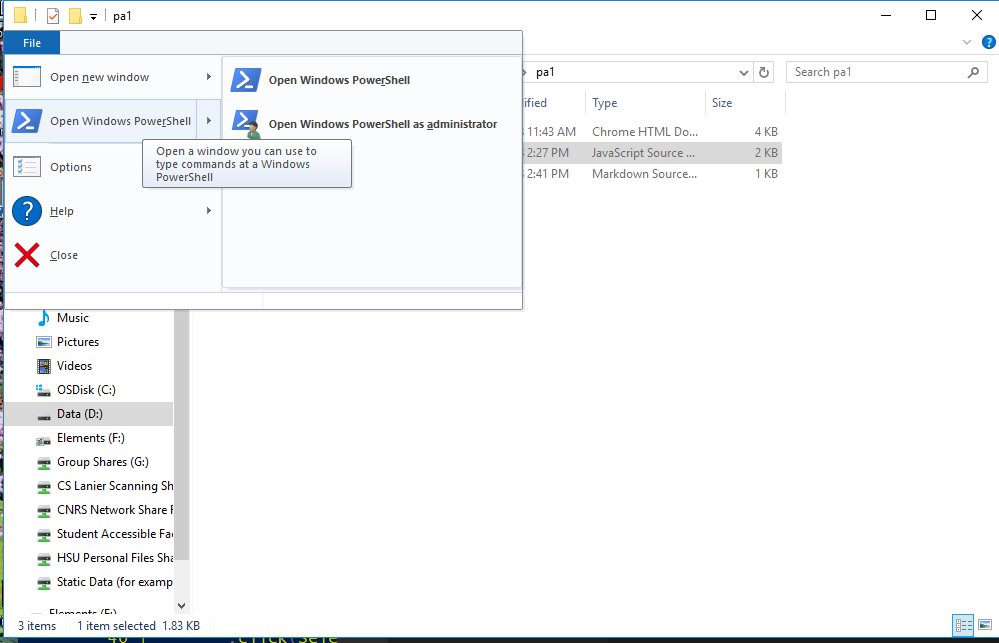 pa1
File
Open new window
Open Windows PowerShell
Options
Help
Close
Open Windows PowerShell
Open Windows PowerShell as administrator
Open a window you can use to
type commands at a Windows
PowerShell
pa1
Search pa1
ified Type Size
11:43 AM Chrome HTML Do... 4 KB
2:27 PM JavaScript Source ... 2 KB
2:41 PM Markdown Source... 1 KB
Music
Pictures
Videos
OSDisk (C:)
Data (D:)
Elements (F:)
Group Shares (G:)
CS Lanier Scanning Sh
CNRS Network Share F
Student Accessible Fac
HSU Personal Files Sha
Static Data (for examp
Elements (F:)
3 items 1 item selected 1.83 KB